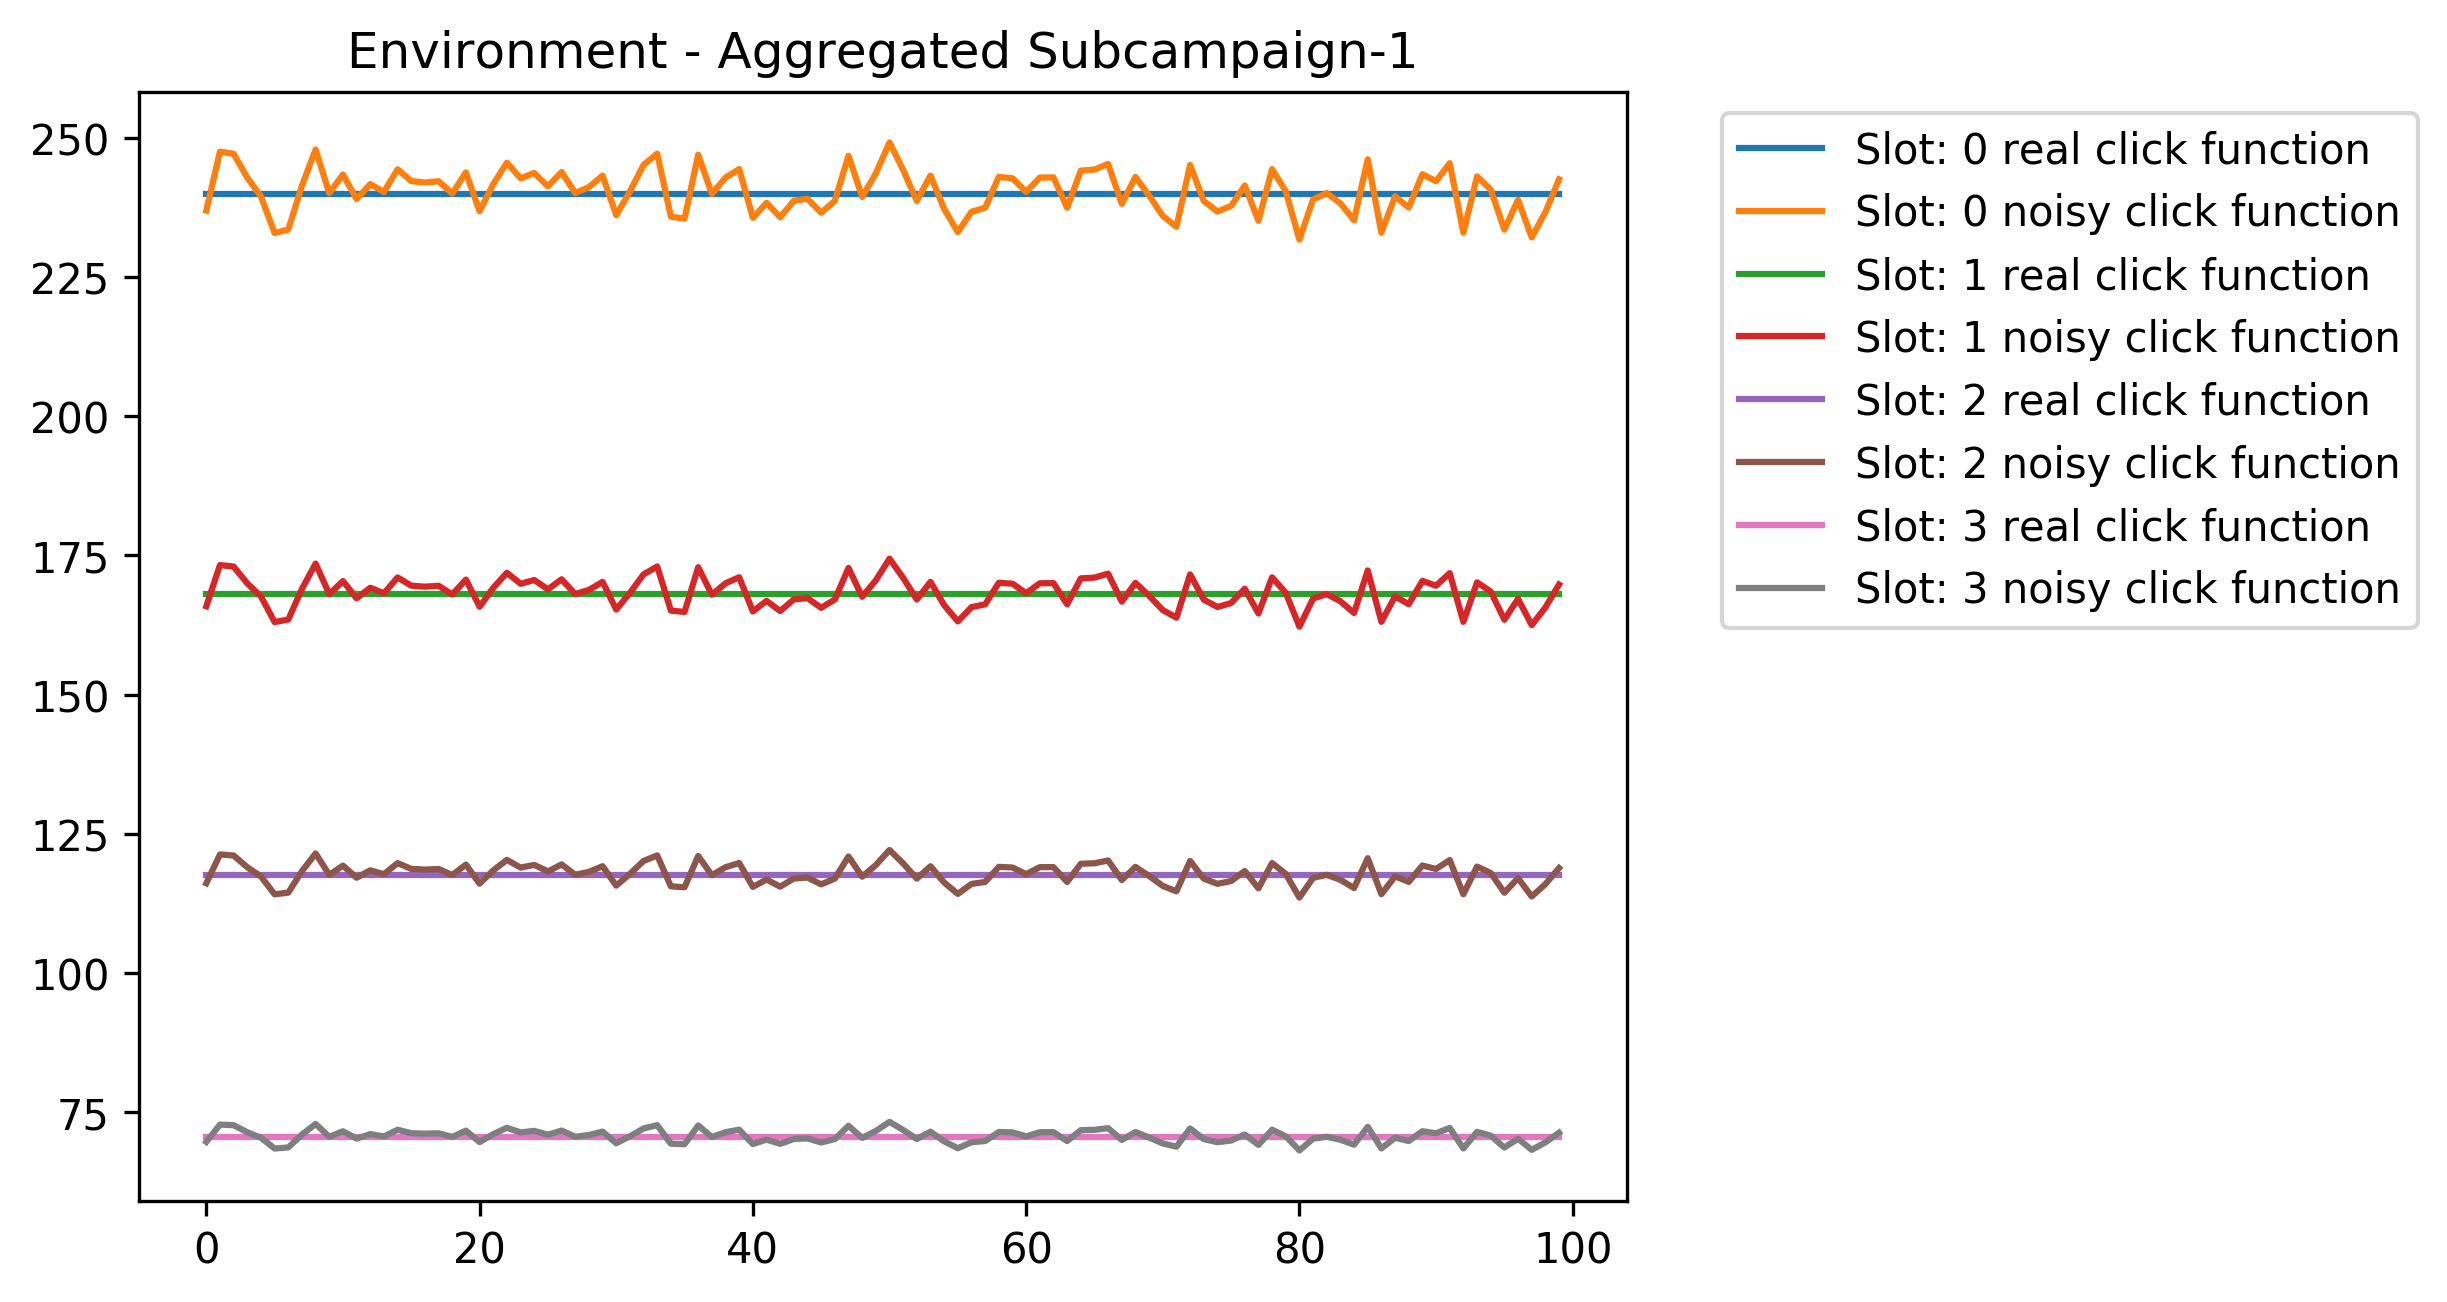 Environment - Aggregated Subcampaign-1
250
225
200
175
150
125
100
75
0 20 40 60 80 100
Slot: 0 real click function
Slot: 0 noisy click function
Slot: 1 real click function
Slot: 1 noisy click function
Slot: 2 real click function
Slot: 2 noisy click function
Slot: 3 real click function
Slot: 3 noisy click function